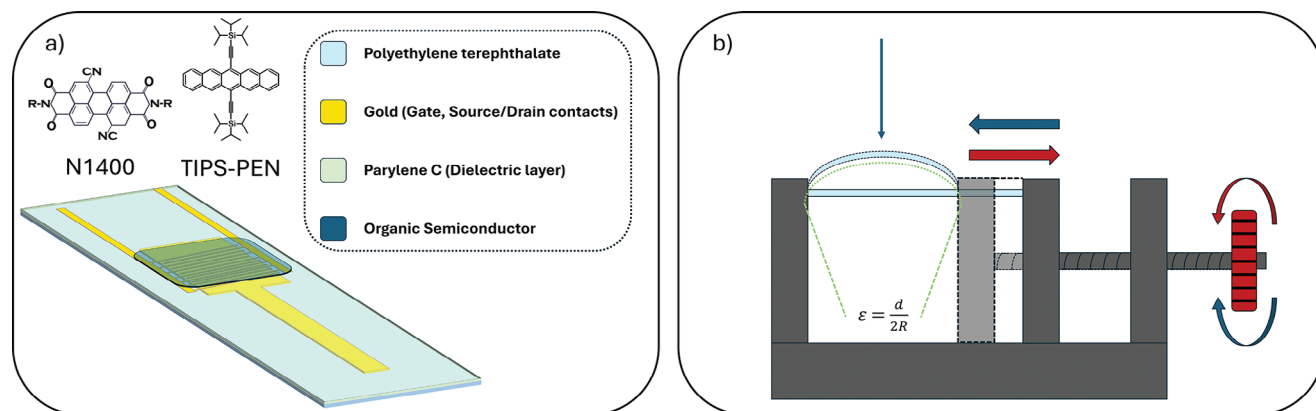 a)
CN
O
O
R-N
N-R
O
O
NC
N1400
Si
Si
TIPS-PEN
Polyethylene terephthalate
Gold (Gate, Source/Drain contacts)
Parylene C (Dielectric layer)
Organic Semiconductor
b)
ε = d/2R